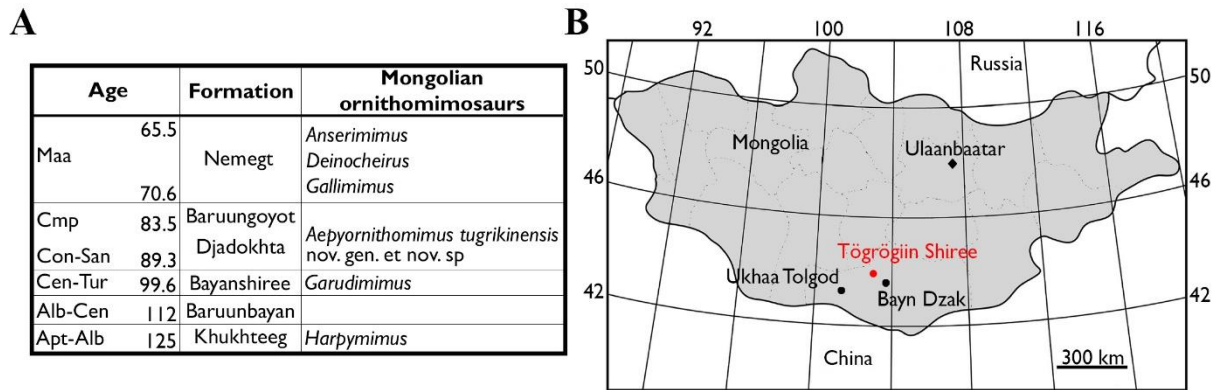 A
Age Formation Mongolian ornithomimosaurs
Maa 65.5 70.6 Nemegt Anserimimus
Deinocheirus
Gallimimus
Cmp 83.5 Baruungoyot
Djadokhta
Con-San 89.3
Aepyornithomimus tugrikinensis
nov. gen. et nov. sp
Cen-Tur 99.6 Bayanshiree Garudimimus
Alb-Cen 112 Baruunbayan
Apt-Alb 125 Khukhteeg Harpymimus
B
92 100 108 116
50 Russia 50
Mongolia Ulaanbaatar
46 46
Tögrögiin Shiree
Ukhaa Tolgod
Bayn Dzak
42 42
China 300 km